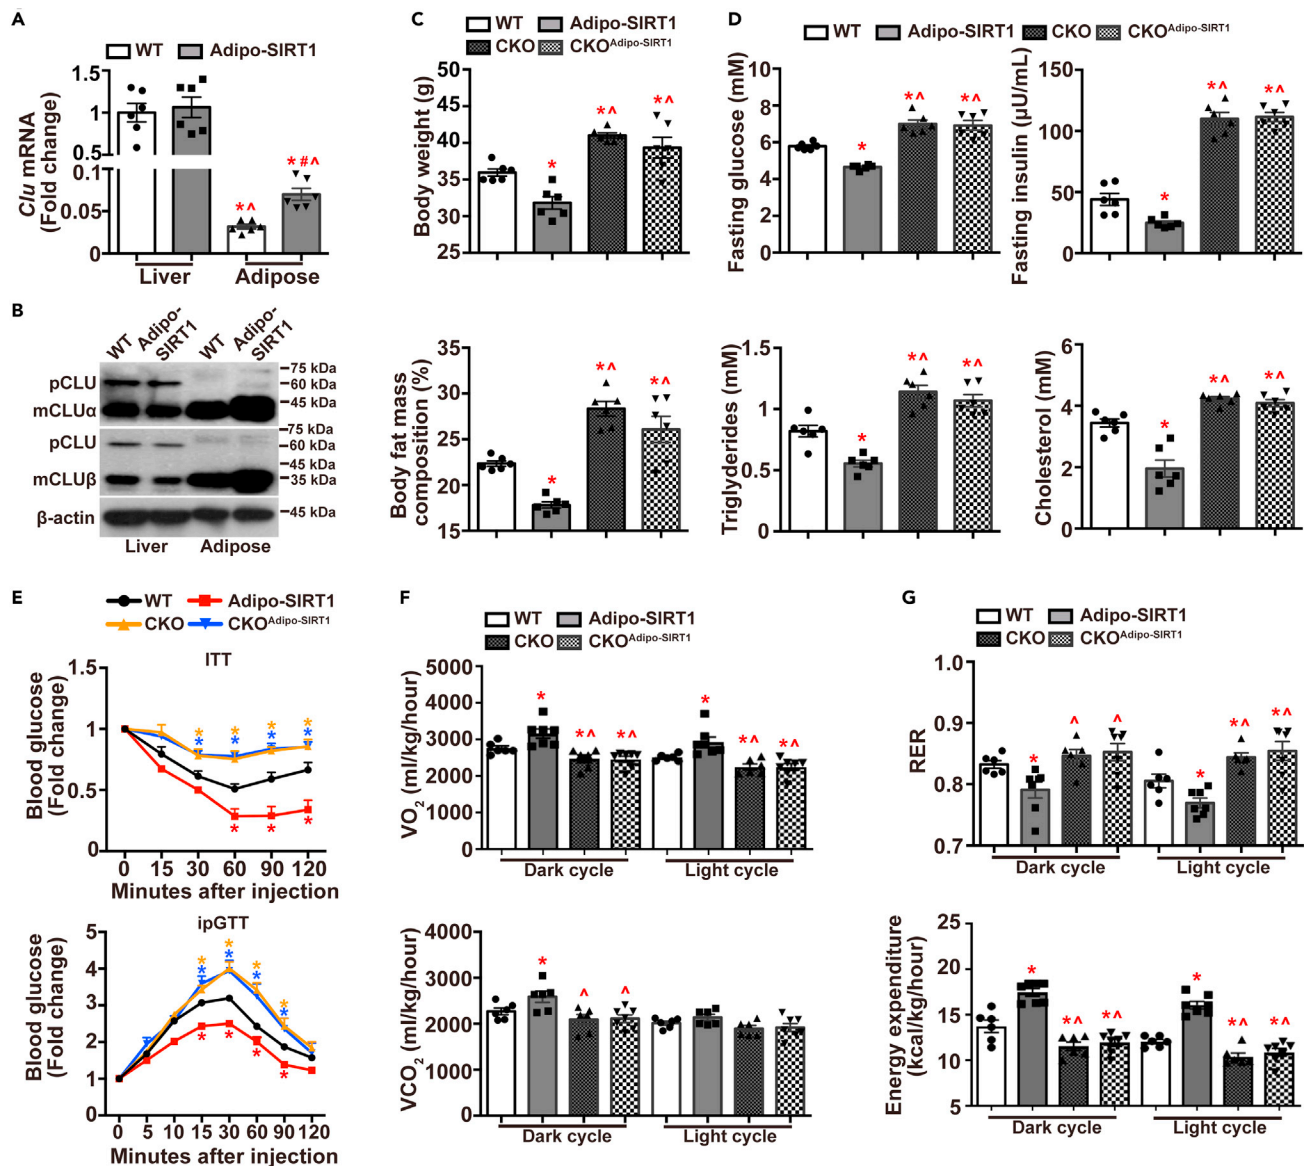 A
WT Adipo-SIRT1
Clu mRNA
(Fold change)
1.5
1
0.5
0.1
0.05
0
* ^
* # ^
Liver Adipose
B
WT Adipo-SIRT1 WT Adipo-SIRT1
pCLU
mCLUα
75 kDa
60 kDa
45 kDa
pCLU
mCLUβ
75 kDa
60 kDa
45 kDa
35 kDa
β-actin
45 kDa
Liver Adipose
C
WT Adipo-SIRT1
CKO CKOAdipo-SIRT1
Body weight (g)
45
40
35
30
25
* *^ *^
Body fat mass
composition (%)
35
30
25
20
15
* *^ *^
D
WT Adipo-SIRT1 CKO CKOAdipo-SIRT1
Fasting glucose (mM)
10
8
6
4
2
0
* *^ *^
Fasting insulin (μU/mL)
150
100
50
0
* *^ *^
Triglyderides (mM)
1.5
1
0.5
0
* *^ *^
Cholesterol (mM)
6
4
2
0
* *^ *^
E
WT Adipo-SIRT1
CKO CKOAdipo-SIRT1
ITT
Blood glucose
(Fold change)
1.5
1
0.5
0
* * * *
* * * *
* * *
0 15 30 60 90 120
Minutes after injection
ipGTT
Blood glucose
(Fold change)
5
4
3
2
1
0
* * * *
* * * *
* * * *
0 5 10 15 30 60 90 120
Minutes after injection
F
WT Adipo-SIRT1
CKO CKOAdipo-SIRT1
VO2 (ml/kg/hour)
5000
4000
3000
2000
1000
0
* *^ *^ * *^ *^
Dark cycle Light cycle
VCO2 (ml/kg/hour)
4000
3000
2000
1000
0
* ^ ^
Dark cycle Light cycle
G
WT Adipo-SIRT1
CKO CKOAdipo-SIRT1
RER
0.9
0.8
0.7
* ^ ^ * *^ *^
Dark cycle Light cycle
Energy expenditure
(kcal/kg/hour)
25
20
15
10
5
* *^ *^ * *^ *^
Dark cycle Light cycle